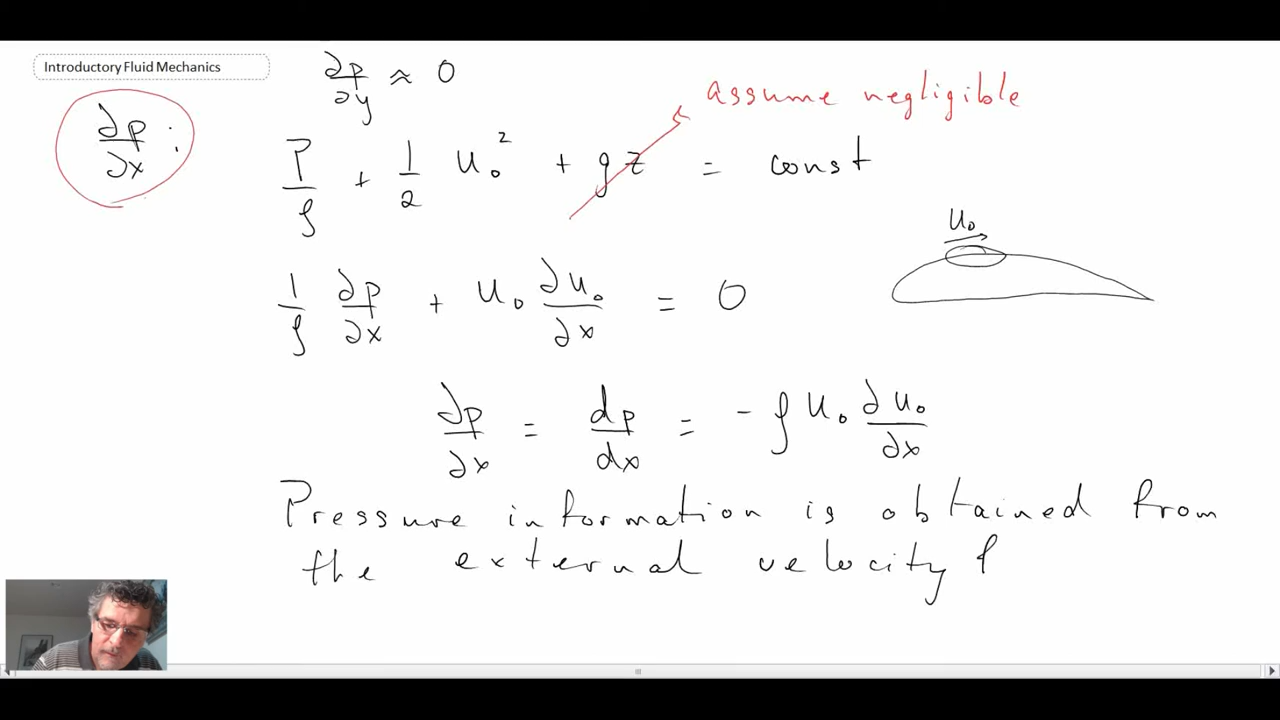 Introductory Fluid Mechanics
∂p/∂y ≈ 0
assume negligible
∂p/∂x :
P/ρ + 1/2 u₀² + gz = const
u₀
1/ρ ∂p/∂x + u₀ ∂u₀/∂x = 0
∂p/∂x = dp/dx = - ρ u₀ ∂u₀/∂x
Pressure information is obtained from
the external velocity f